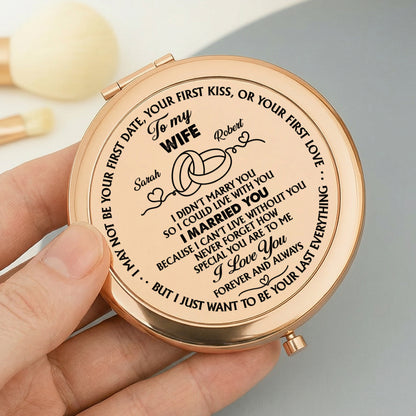 I MAY NOT BE YOUR FIRST DATE, YOUR FIRST KISS, OR YOUR FIRST LOVE ..
.. BUT I JUST WANT TO BE YOUR LAST EVERYTHING ..
To my
WIFE
Sarah
Robert
I DIDN'T MARRY YOU
SO I COULD LIVE WITH YOU
I MARRIED YOU
BECAUSE I CAN'T LIVE WITHOUT YOU
NEVER FORGET HOW
SPECIAL YOU ARE TO ME
I Love You
FOREVER AND ALWAYS